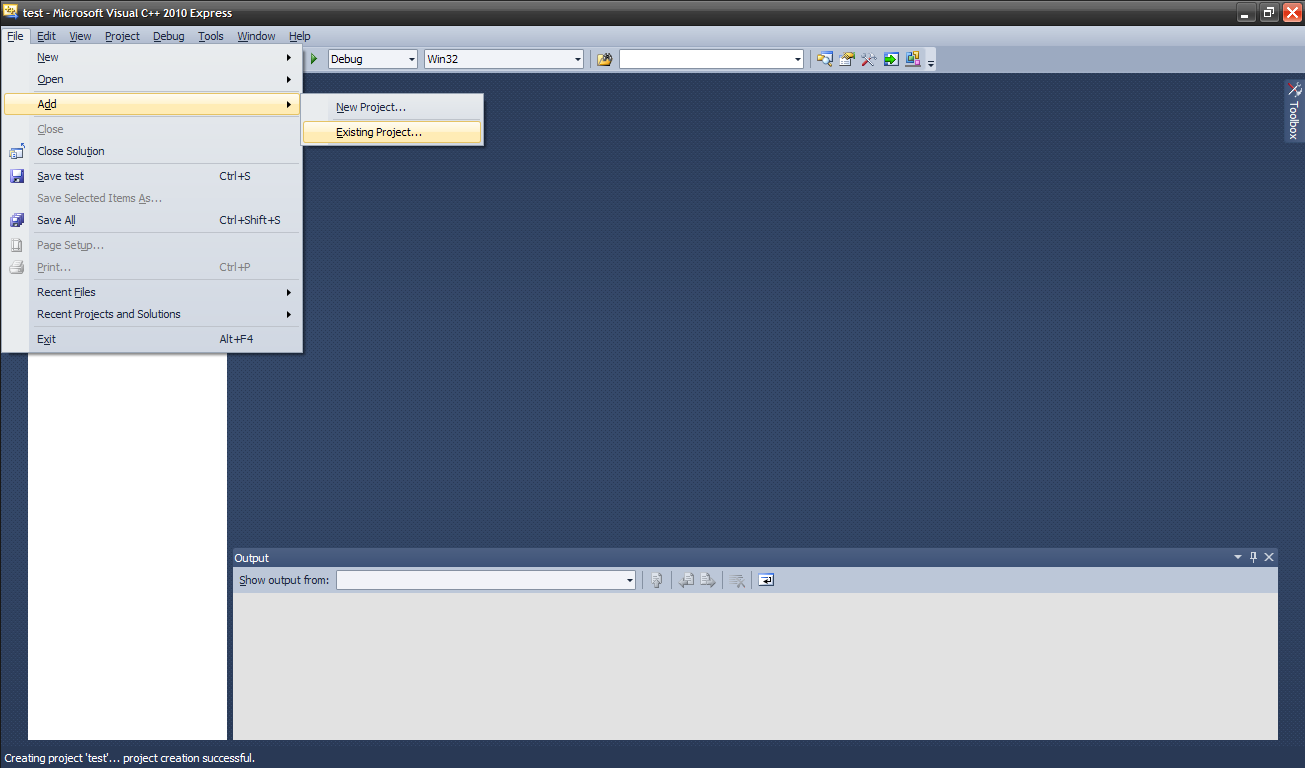 test - Microsoft Visual C++ 2010 Express
File Edit View Project Debug Tools Window Help
Debug Win32
New
Open
Add
New Project...
Existing Project...
Close
Close Solution
Save test Ctrl+S
Save Selected Items As...
Save All Ctrl+Shift+S
Page Setup...
Print... Ctrl+P
Recent Files
Recent Projects and Solutions
Exit Alt+F4
Toolbox
Output
Show output from:
Creating project 'test'... project creation successful.